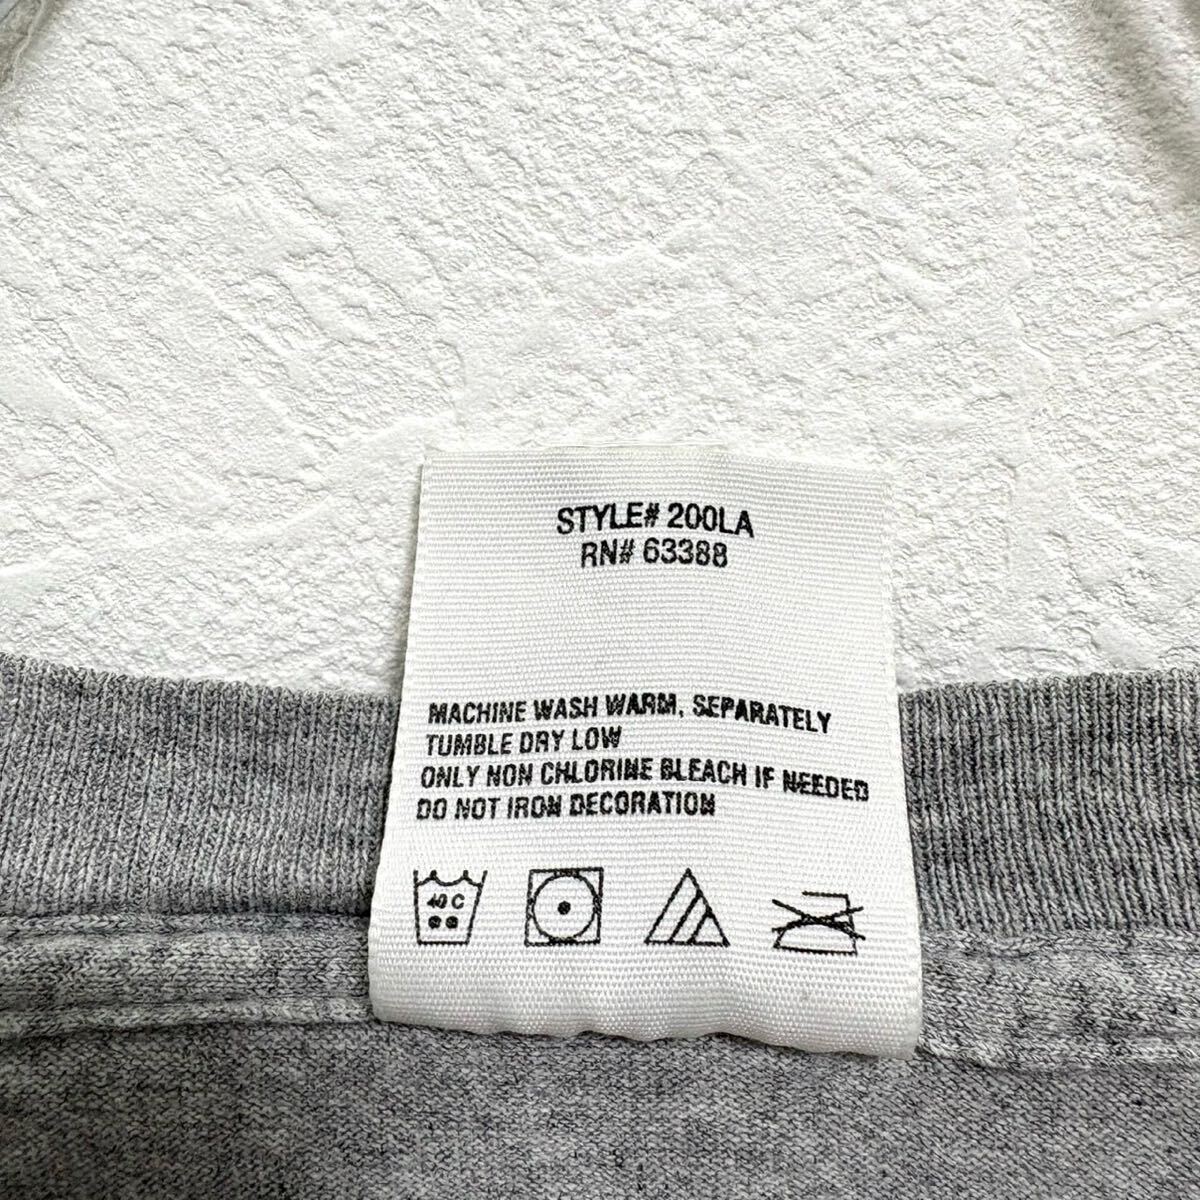 STYLE# 200LA
RN# 63388
MACHINE WASH WARM, SEPARATELY
TUMBLE DRY LOW
ONLY NON CHLORINE BLEACH IF NEEDED
DO NOT IRON DECORATION
40 C